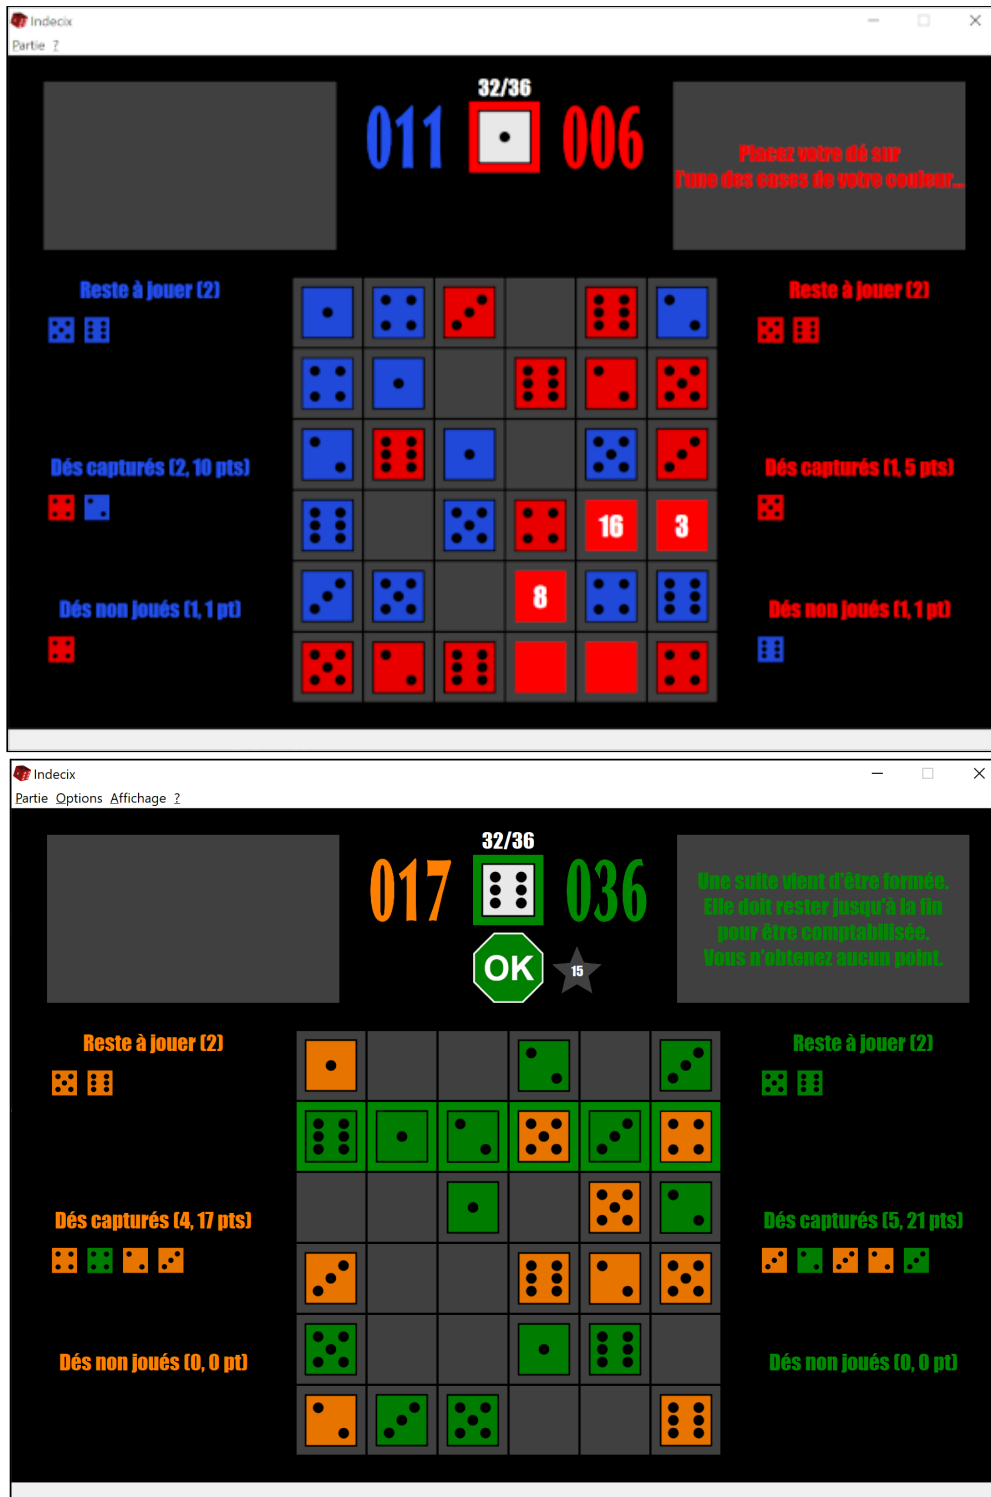 Indecix
Partie ?
32/36
011
006
Placez votre dé sur
l'une des cases de votre couleur...
Reste à jouer (2)
Reste à jouer (2)
Dés capturés (2, 10 pts)
Dés capturés (1, 5 pts)
16
3
8
Dés non joués (1, 1 pt)
Dés non joués (1, 1 pt)
Indecix
Partie Options Affichage ?
32/36
017
036
OK
15
Une suite vient d'être formée.
Elle doit rester jusqu'à la fin
pour être comptabilisée.
Vous n'obtenez aucun point.
Reste à jouer (2)
Reste à jouer (2)
Dés capturés (4, 17 pts)
Dés capturés (5, 21 pts)
Dés non joués (0, 0 pt)
Dés non joués (0, 0 pt)